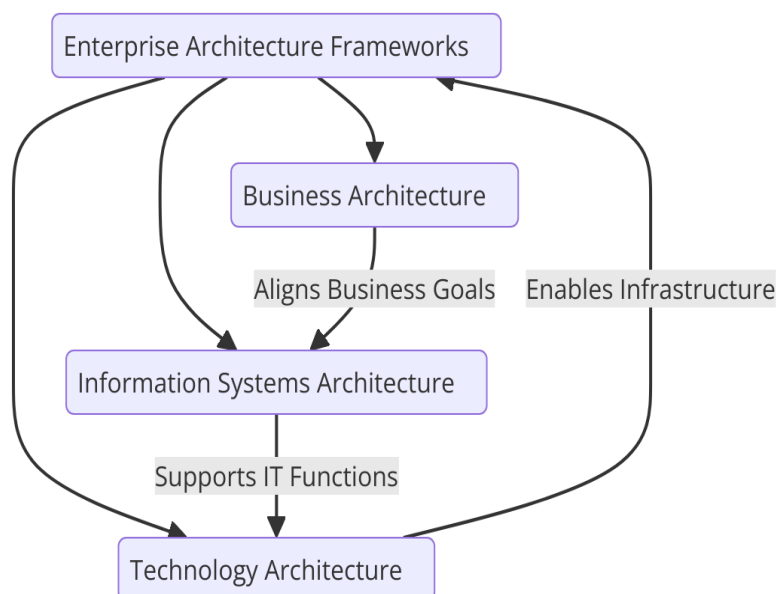 Enterprise Architecture Frameworks
Business Architecture
Aligns Business Goals
Enables Infrastructure
Information Systems Architecture
Supports IT Functions
Technology Architecture